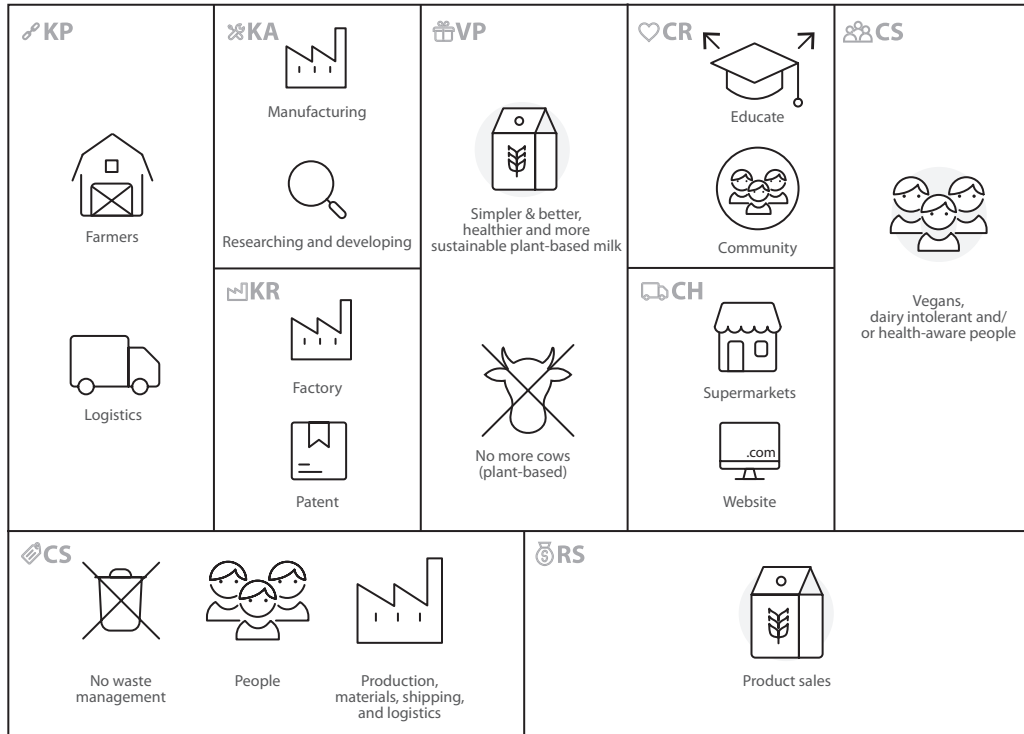 KP
Farmers
Logistics
KA
Manufacturing
Researching and developing
KR
Factory
Patent
VP
Simpler & better,
healthier and more
sustainable plant-based milk
No more cows
(plant-based)
CR
Educate
Community
CH
Supermarkets
.com
Website
CS
Vegans,
dairy intolerant and/
or health-aware people
CS
No waste
management
People
Production,
materials, shipping,
and logistics
RS
Product sales